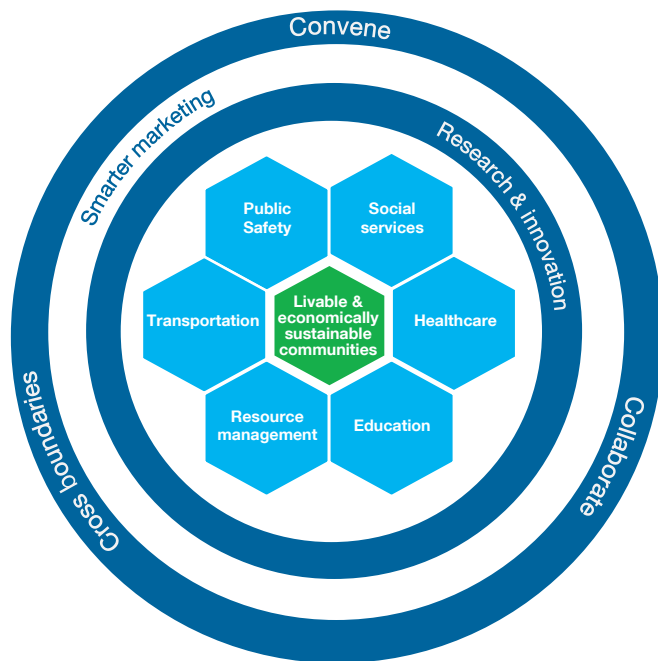 Convene
Smarter marketing
Research & innovation
Public
Safety
Social
services
Transportation
Livable &
economically
sustainable
communities
Healthcare
Resource
management
Education
Cross boundaries
Collaborate